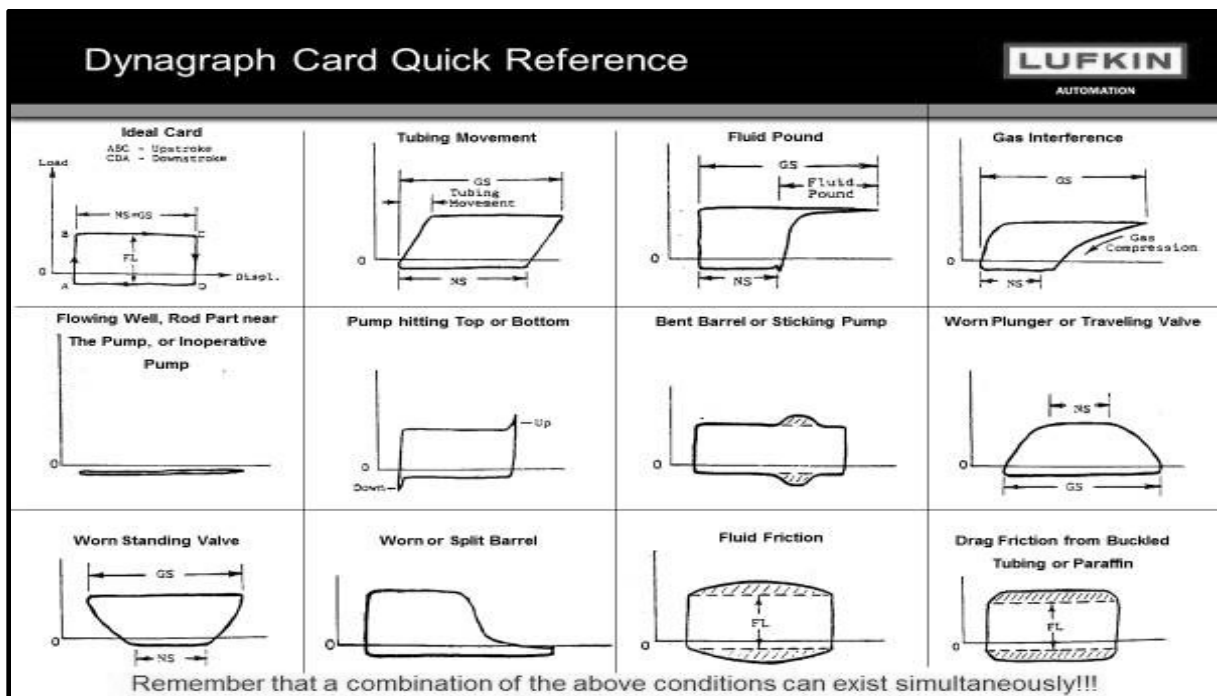 Dynagraph Card Quick Reference
LUFKIN
AUTOMATION
Ideal Card
ABC - Upstroke
CDA - Downstroke
Load
NS=GS
B
C
FL
0
Displ.
A
D
Tubing Movement
GS
Tubing
Movement
0
NS
Fluid Pound
GS
Fluid
Pound
0
NS
Gas Interference
GS
Gas
Compression
0
NS
Flowing Well, Rod Part near
The Pump, or Inoperative
Pump
0
Pump hitting Top or Bottom
Up
0
Down
Bent Barrel or Sticking Pump
0
Worn Plunger or Traveling Valve
NS
0
GS
Worn Standing Valve
GS
0
NS
Worn or Split Barrel
0
Fluid Friction
FL
0
Drag Friction from Buckled
Tubing or Paraffin
FL
0
Remember that a combination of the above conditions can exist simultaneously!!!